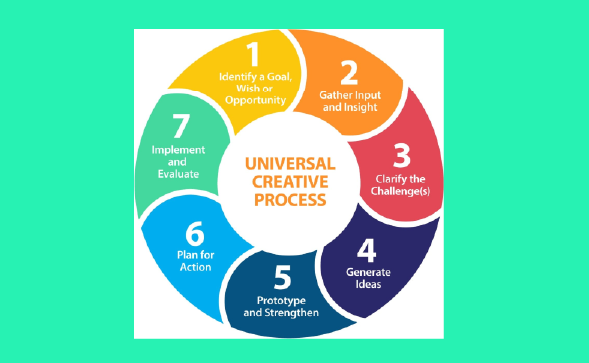 1
Identify a Goal,
Wish or
Opportunity
2
Gather Input
and Insight
3
Clarify the
Challenge(s)
4
Generate
Ideas
5
Prototype
and Strengthen
6
Plan for
Action
7
Implement
and
Evaluate
UNIVERSAL
CREATIVE
PROCESS